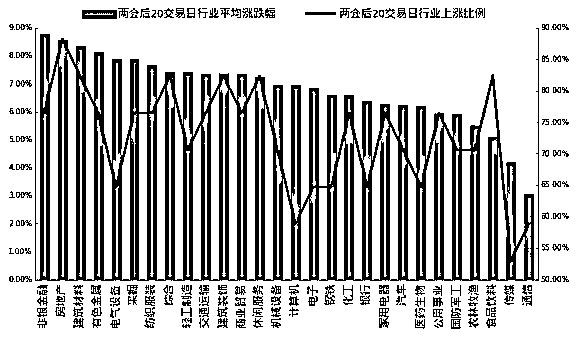 两会后20交易日行业平均涨跌幅
两会后20交易日行业上涨比例
9.00%
8.00%
7.00%
6.00%
5.00%
4.00%
3.00%
2.00%
1.00%
0.00%
90.00%
85.00%
80.00%
75.00%
70.00%
65.00%
60.00%
55.00%
50.00%
非银金融
房地产
建筑材料
有色金属
电气设备
采掘
纺织服装
综合
轻工制造
交通运输
建筑装饰
商业贸易
休闲服务
机械设备
计算机
电子
钢铁
化工
银行
家用电器
汽车
医药生物
公用事业
国防军工
农林牧渔
食品饮料
传媒
通信